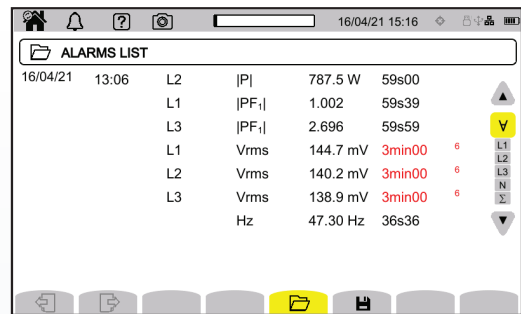 ? 16/04/21 15:16
ALARMS LIST
16/04/21 13:06 L2 |P| 787.5 W 59s00
L1 |PF₁| 1.002 59s39
L3 |PF₁| 2.696 59s59
L1 Vrms 144.7 mV 3min00 6
L2 Vrms 140.2 mV 3min00 6
L3 Vrms 138.9 mV 3min00 6
Hz 47.30 Hz 36s36
∀
L1
L2
L3
N
Σ